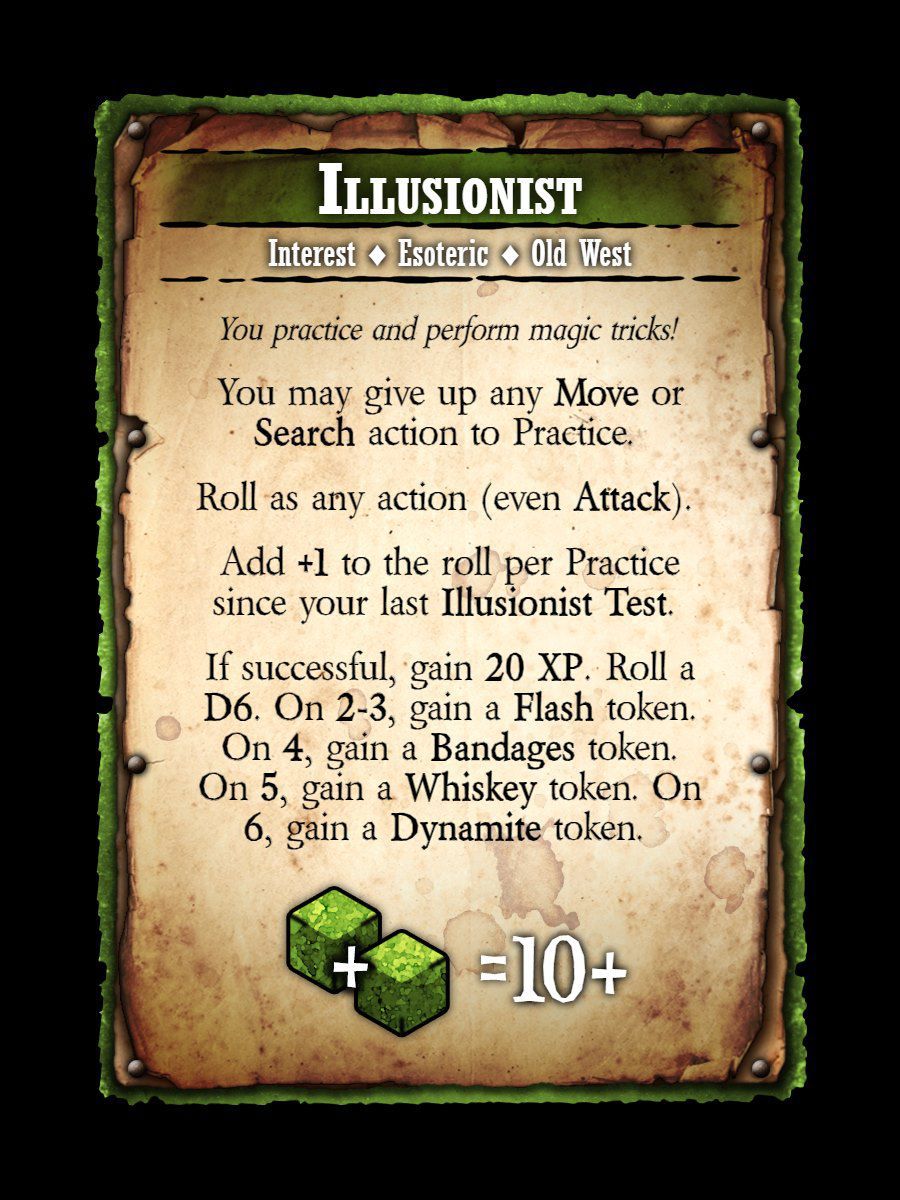 Illusionist
Interest ♦ Esoteric ♦ Old West
You practice and perform magic tricks!
You may give up any Move or
Search action to Practice.
Roll as any action (even Attack).
Add +1 to the roll per Practice
since your last Illusionist Test.
If successful, gain 20 XP. Roll a
D6. On 2-3, gain a Flash token.
On 4, gain a Bandages token.
On 5, gain a Whiskey token. On
6, gain a Dynamite token.
+ =10+